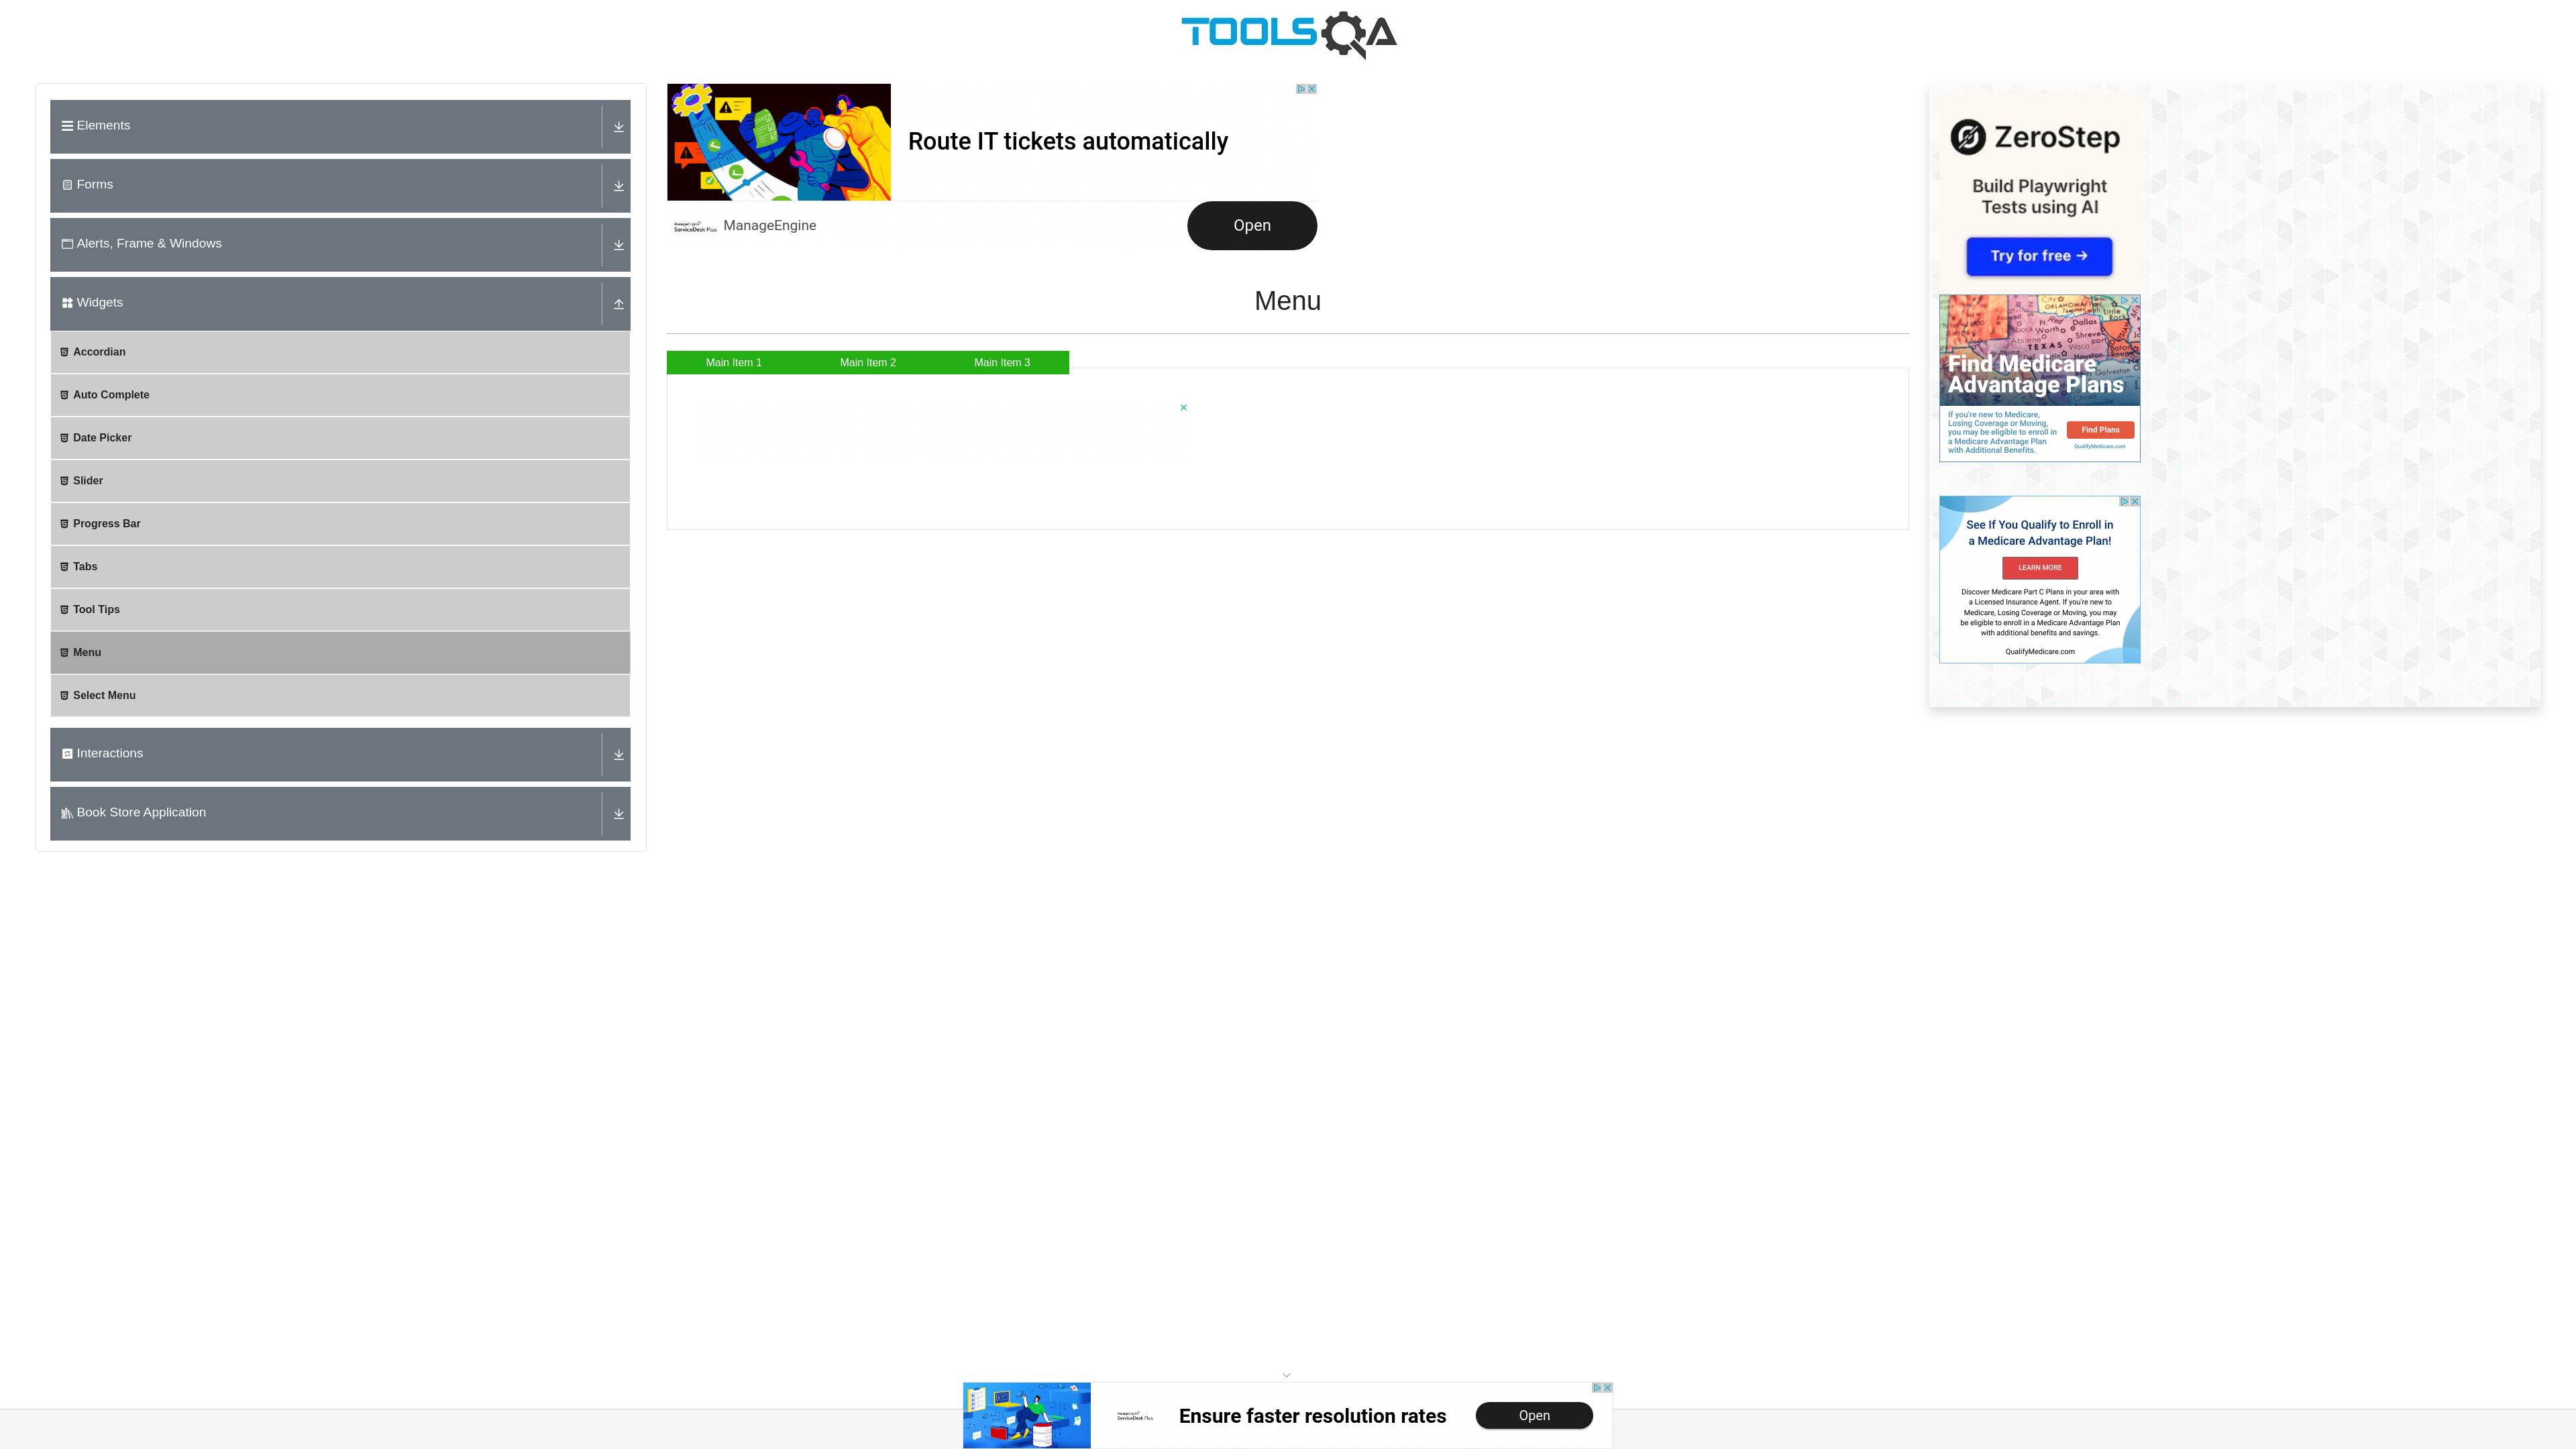 TOOLSQA
Elements
Forms
Alerts, Frame & Windows
Widgets
Accordian
Auto Complete
Date Picker
Slider
Progress Bar
Tabs
Tool Tips
Menu
Select Menu
Interactions
Book Store Application
Route IT tickets automatically
ServiceDesk Plus
ManageEngine
Open
Menu
Main Item 1
Main Item 2
Main Item 3
ZeroStep
Build Playwright
Tests using AI
Try for free →
Find Medicare
Advantage Plans
If you're new to Medicare,
Losing Coverage or Moving,
you may be eligible to enroll in
a Medicare Advantage Plan
with Additional Benefits.
Find Plans
QualifyMedicare.com
See If You Qualify to Enroll in
a Medicare Advantage Plan!
LEARN MORE
Discover Medicare Part C Plans in your area with
a Licensed Insurance Agent. If you're new to
Medicare, Losing Coverage or Moving, you may
be eligible to enroll in a Medicare Advantage Plan
with additional benefits and savings.
QualifyMedicare.com
ServiceDesk Plus
Ensure faster resolution rates
Open